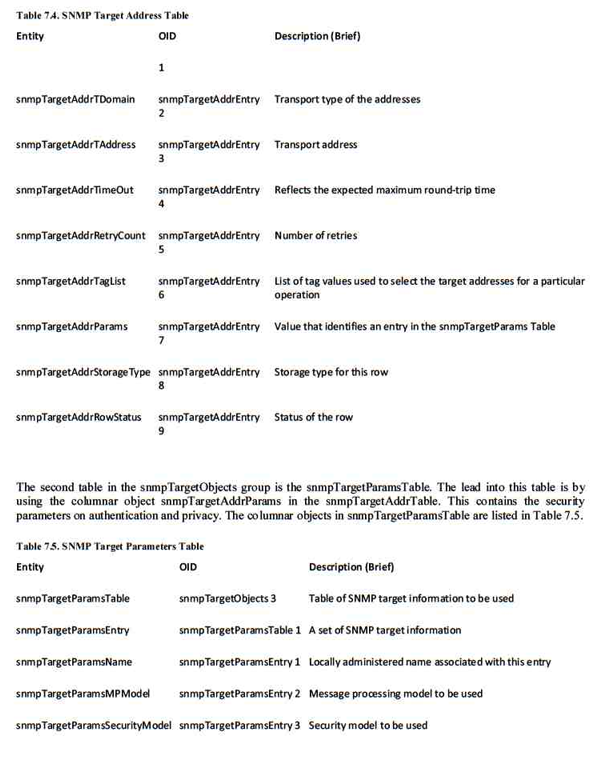 Table 7.4. SNMP Target Address Table
Entity OID Description (Brief)
1
snmpTargetAddrTDomain snmpTargetAddrEntry Transport type of the addresses
2
snmpTargetAddrTAddress snmpTargetAddrEntry Transport address
3
snmpTargetAddrTimeOut snmpTargetAddrEntry Reflects the expected maximum round-trip time
4
snmpTargetAddrRetryCount snmpTargetAddrEntry Number of retries
5
snmpTargetAddrTagList snmpTargetAddrEntry List of tag values used to select the target addresses for a particular
6 operation
snmpTargetAddrParams snmpTargetAddrEntry Value that identifies an entry in the snmpTargetParams Table
7
snmpTargetAddrStorageType snmpTargetAddrEntry Storage type for this row
8
snmpTargetAddrRowStatus snmpTargetAddrEntry Status of the row
9
The second table in the snmpTargetObjects group is the snmpTargetParamsTable. The lead into this table is by
using the columnar object snmpTargetAddrParams in the snmpTargetAddrTable. This contains the security
parameters on authentication and privacy. The columnar objects in snmpTargetParamsTable are listed in Table 7.5.
Table 7.5. SNMP Target Parameters Table
Entity OID Description (Brief)
snmpTargetParamsTable snmpTargetObjects 3 Table of SNMP target information to be used
snmpTargetParamsEntry snmpTargetParamsTable 1 A set of SNMP target information
snmpTargetParamsName snmpTargetParamsEntry 1 Locally administered name associated with this entry
snmpTargetParamsMPModel snmpTargetParamsEntry 2 Message processing model to be used
snmpTargetParamsSecurityModel snmpTargetParamsEntry 3 Security model to be used